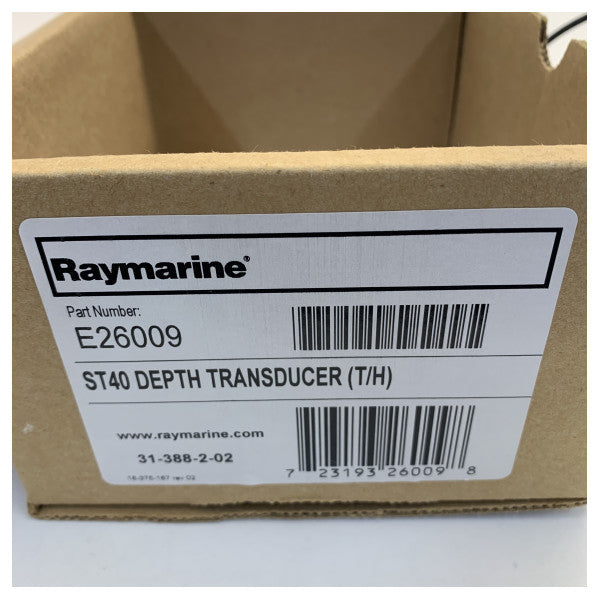 Raymarine®
Part Number:
E26009
ST40 DEPTH TRANSDUCER (T/H)
www.raymarine.com
31-388-2-02
7 23193 26009 8